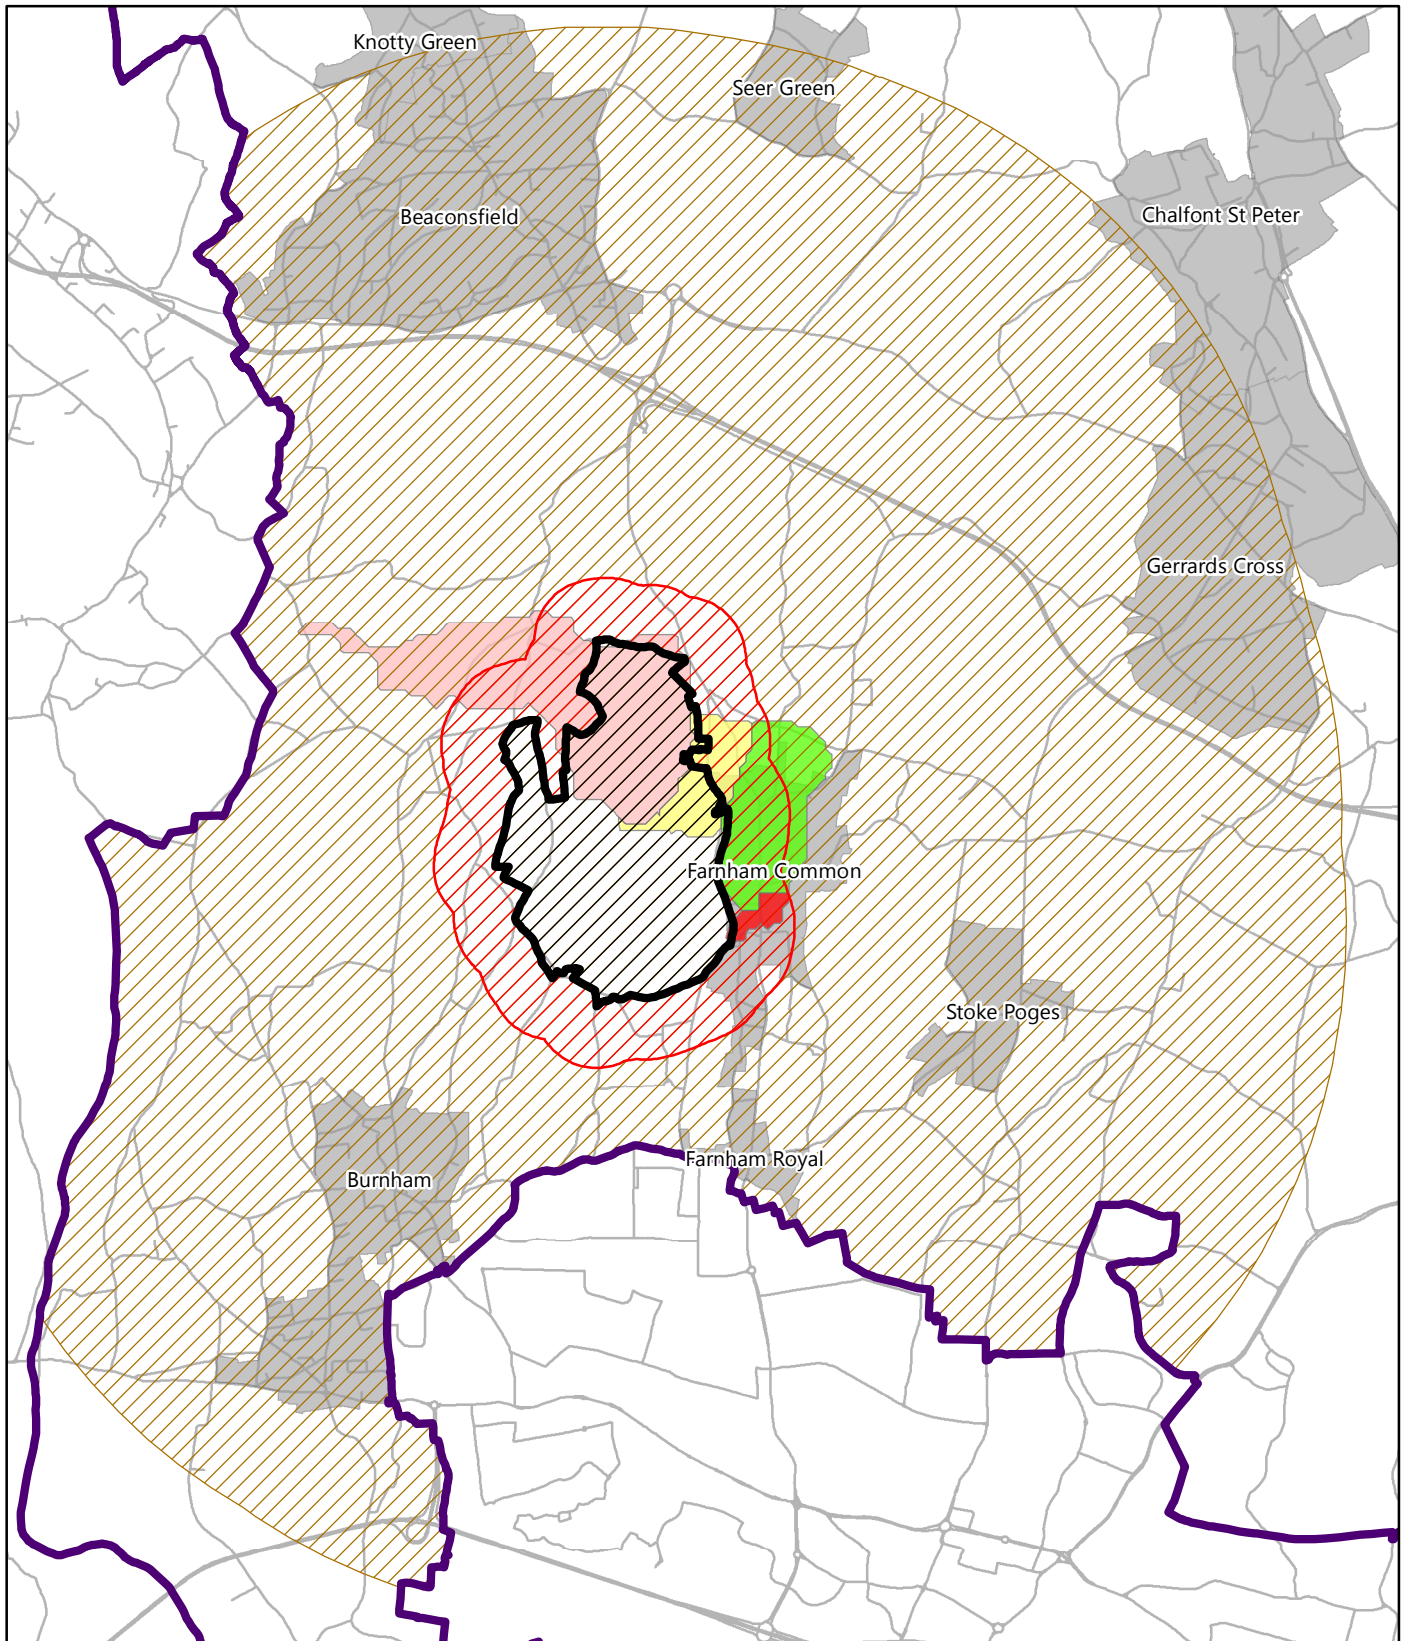 Knotty Green
Seer Green
Beaconsfield
Chalfont St Peter
Gerrards Cross
Farnham Common
Stoke Poges
Farnham Royal
Burnham